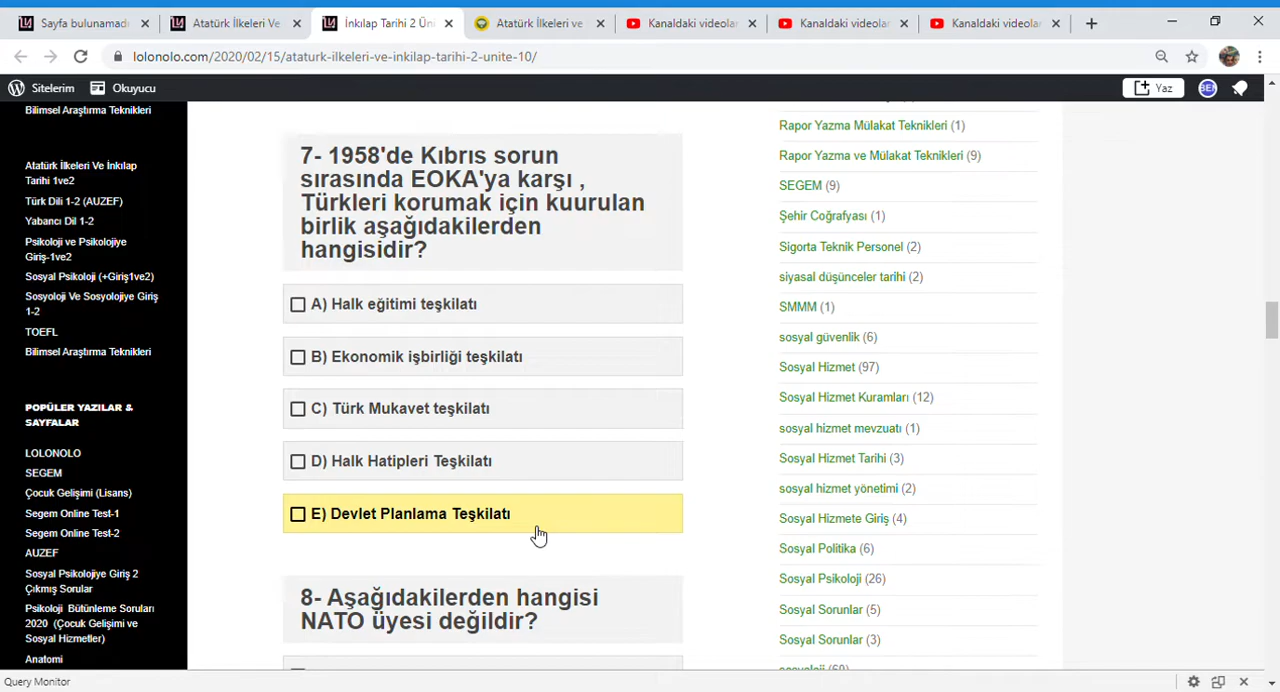 Sayfa bulunamadı
Atatürk İlkeleri Ve
İnkılap Tarihi 2 Üni
Atatürk İlkeleri ve
Kanaldaki videolar
Kanaldaki videolar
Kanaldaki videolar
lolonolo.com/2020/02/15/ataturk-ilkeleri-ve-inkilap-tarihi-2-unite-10/
Sitelerim
Okuyucu
Yaz
BEN
Bilimsel Araştırma Teknikleri
Atatürk İlkeleri Ve İnkılap
Tarihi 1ve2
Türk Dili 1-2 (AUZEF)
Yabancı Dil 1-2
Psikoloji ve Psikolojiye
Giriş-1ve2
Sosyal Psikoloji (+Giriş1ve2)
Sosyoloji Ve Sosyolojiye Giriş
1-2
TOEFL
Bilimsel Araştırma Teknikleri
POPÜLER YAZILAR &
SAYFALAR
LOLONOLO
SEGEM
Çocuk Gelişimi (Lisans)
Segem Online Test-1
Segem Online Test-2
AUZEF
Sosyal Psikolojiye Giriş 2
Çıkmış Sorular
Psikoloji Bütünleme Soruları
2020 (Çocuk Gelişimi ve
Sosyal Hizmetler)
Anatomi
7- 1958'de Kıbrıs sorun
sırasında EOKA'ya karşı ,
Türkleri korumak için kuurulan
birlik aşağıdakilerden
hangisidir?
A) Halk eğitimi teşkilatı
B) Ekonomik işbirliği teşkilatı
C) Türk Mukavet teşkilatı
D) Halk Hatipleri Teşkilatı
E) Devlet Planlama Teşkilatı
8- Aşağıdakilerden hangisi
NATO üyesi değildir?
Rapor Yazma Mülakat Teknikleri (1)
Rapor Yazma ve Mülakat Teknikleri (9)
SEGEM (9)
Şehir Coğrafyası (1)
Sigorta Teknik Personel (2)
siyasal düşünceler tarihi (2)
SMMM (1)
sosyal güvenlik (6)
Sosyal Hizmet (97)
Sosyal Hizmet Kuramları (12)
sosyal hizmet mevzuatı (1)
Sosyal Hizmet Tarihi (3)
sosyal hizmet yönetimi (2)
Sosyal Hizmete Giriş (4)
Sosyal Politika (6)
Sosyal Psikoloji (26)
Sosyal Sorunlar (5)
Sosyal Sorunlar (3)
Query Monitor